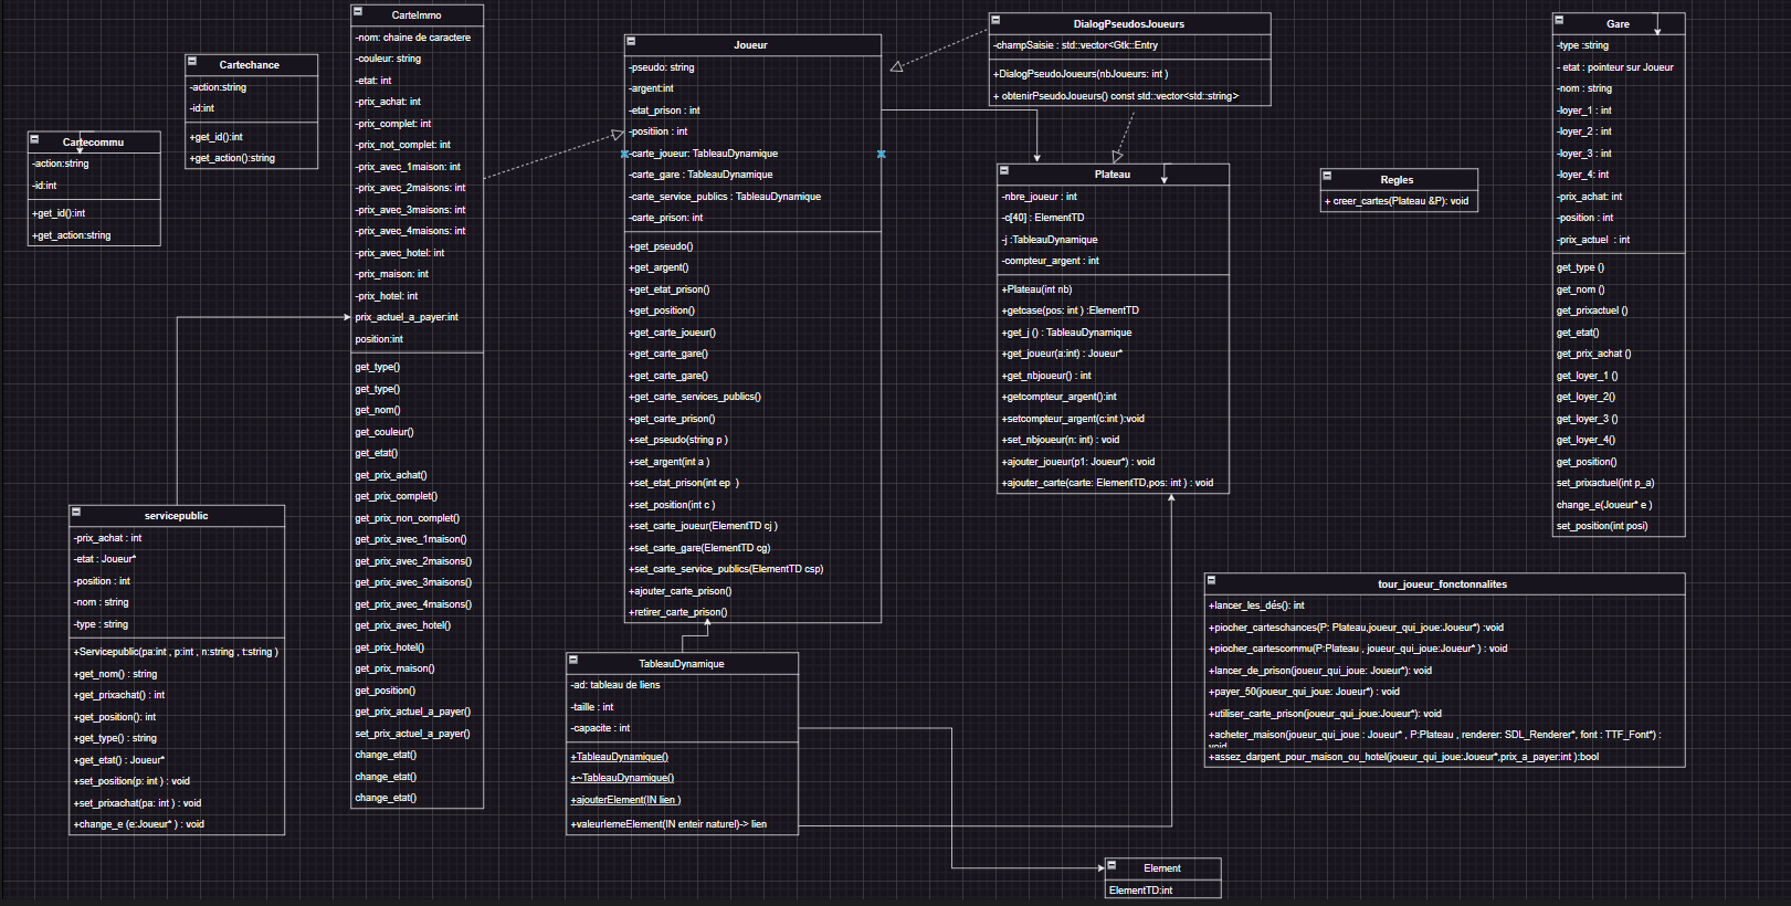 Cartecommu
-action:string
-id:int
+get_id():int
+get_action:string
Cartechance
-action:string
-id:int
+get_id():int
+get_action():string
CarteImmo
-nom: chaine de caractere
-couleur: string
-etat: int
-prix_achat: int
-prix_complet: int
-prix_not_complet: int
-prix_avec_1maison: int
-prix_avec_2maisons: int
-prix_avec_3maisons: int
-prix_avec_4maisons: int
-prix_avec_hotel: int
-prix_maison: int
-prix_hotel: int
prix_actuel_a_payer:int
position:int
get_type()
get_type()
get_nom()
get_couleur()
get_etat()
get_prix_achat()
get_prix_complet()
get_prix_non_complet()
get_prix_avec_1maison()
get_prix_avec_2maisons()
get_prix_avec_3maisons()
get_prix_avec_4maisons()
get_prix_avec_hotel()
get_prix_hotel()
get_prix_maison()
get_position()
get_prix_actuel_a_payer()
set_prix_actuel_a_payer()
change_etat()
change_etat()
change_etat()
servicepublic
-prix_achat : int
-etat : Joueur*
-position : int
-nom : string
-type : string
+Servicepublic(pa:int , p:int , n:string , t:string )
+get_nom() : string
+get_prixachat() : int
+get_position(): int
+get_type() : string
+get_etat() : Joueur*
+set_position(p: int ) : void
+set_prixachat(pa: int ) : void
+change_e (e:Joueur* ) : void
Joueur
-pseudo: string
-argent:int
-etat_prison : int
-positiion : int
-carte_joueur: TableauDynamique
-carte_gare : TableauDynamique
-carte_service_publics : TableauDynamique
-carte_prison: int
+get_pseudo()
+get_argent()
+get_etat_prison()
+get_position()
+get_carte_joueur()
+get_carte_gare()
+get_carte_gare()
+get_carte_services_publics()
+get_carte_prison()
+set_pseudo(string p )
+set_argent(int a )
+set_etat_prison(int ep )
+set_position(int c )
+set_carte_joueur(ElementTD cj )
+set_carte_gare(ElementTD cg)
+set_carte_service_publics(ElementTD csp)
+ajouter_carte_prison()
+retirer_carte_prison()
TableauDynamique
-ad: tableau de liens
-taille : int
-capacite : int
+TableauDynamique()
+~TableauDynamique()
+ajouterElement(IN lien )
+valeurIemeElement(IN enteir naturel)-> lien
DialogPseudosJoueurs
-champSaisie : std::vector<Gtk::Entry
+DialogPseudoJoueurs(nbJoueurs: int )
+ obtenirPseudoJoueurs() const std::vector<std::string>
Plateau
-nbre_joueur : int
-c[40] : ElementTD
-j :TableauDynamique
-compteur_argent : int
+Plateau(int nb)
+getcase(pos: int ) :ElementTD
+get_j () : TableauDynamique
+get_joueur(a:int) : Joueur*
+get_nbjoueur() : int
+getcompteur_argent():int
+setcompteur_argent(c:int ):void
+set_nbjoueur(n: int) : void
+ajouter_joueur(p1: Joueur*) : void
+ajouter_carte(carte: ElementTD,pos: int ) : void
Regles
+ creer_cartes(Plateau &P): void
Gare
-type :string
- etat : pointeur sur Joueur
-nom : string
-loyer_1 : int
-loyer_2 : int
-loyer_3 : int
-loyer_4: int
-prix_achat: int
-position : int
-prix_actuel : int
get_type ()
get_nom ()
get_prixactuel ()
get_etat()
get_prix_achat ()
get_loyer_1 ()
get_loyer_2()
get_loyer_3 ()
get_loyer_4()
get_position()
set_prixactuel(int p_a)
change_e(Joueur* e )
set_position(int posi)
tour_joueur_fonctonnalites
+lancer_les_dés(): int
+piocher_carteschances(P: Plateau,joueur_qui_joue:Joueur*) :void
+piocher_cartescommu(P:Plateau , joueur_qui_joue:Joueur* ) : void
+lancer_de_prison(joueur_qui_joue: Joueur*): void
+payer_50(joueur_qui_joue: Joueur*) : void
+utiliser_carte_prison(joueur_qui_joue:Joueur*): void
+acheter_maison(joueur_qui_joue : Joueur* , P:Plateau , renderer: SDL_Renderer*, font : TTF_Font*) :
void
+assez_dargent_pour_maison_ou_hotel(joueur_qui_joue:Joueur*,prix_a_payer:int ):bool
Element
ElementTD:int